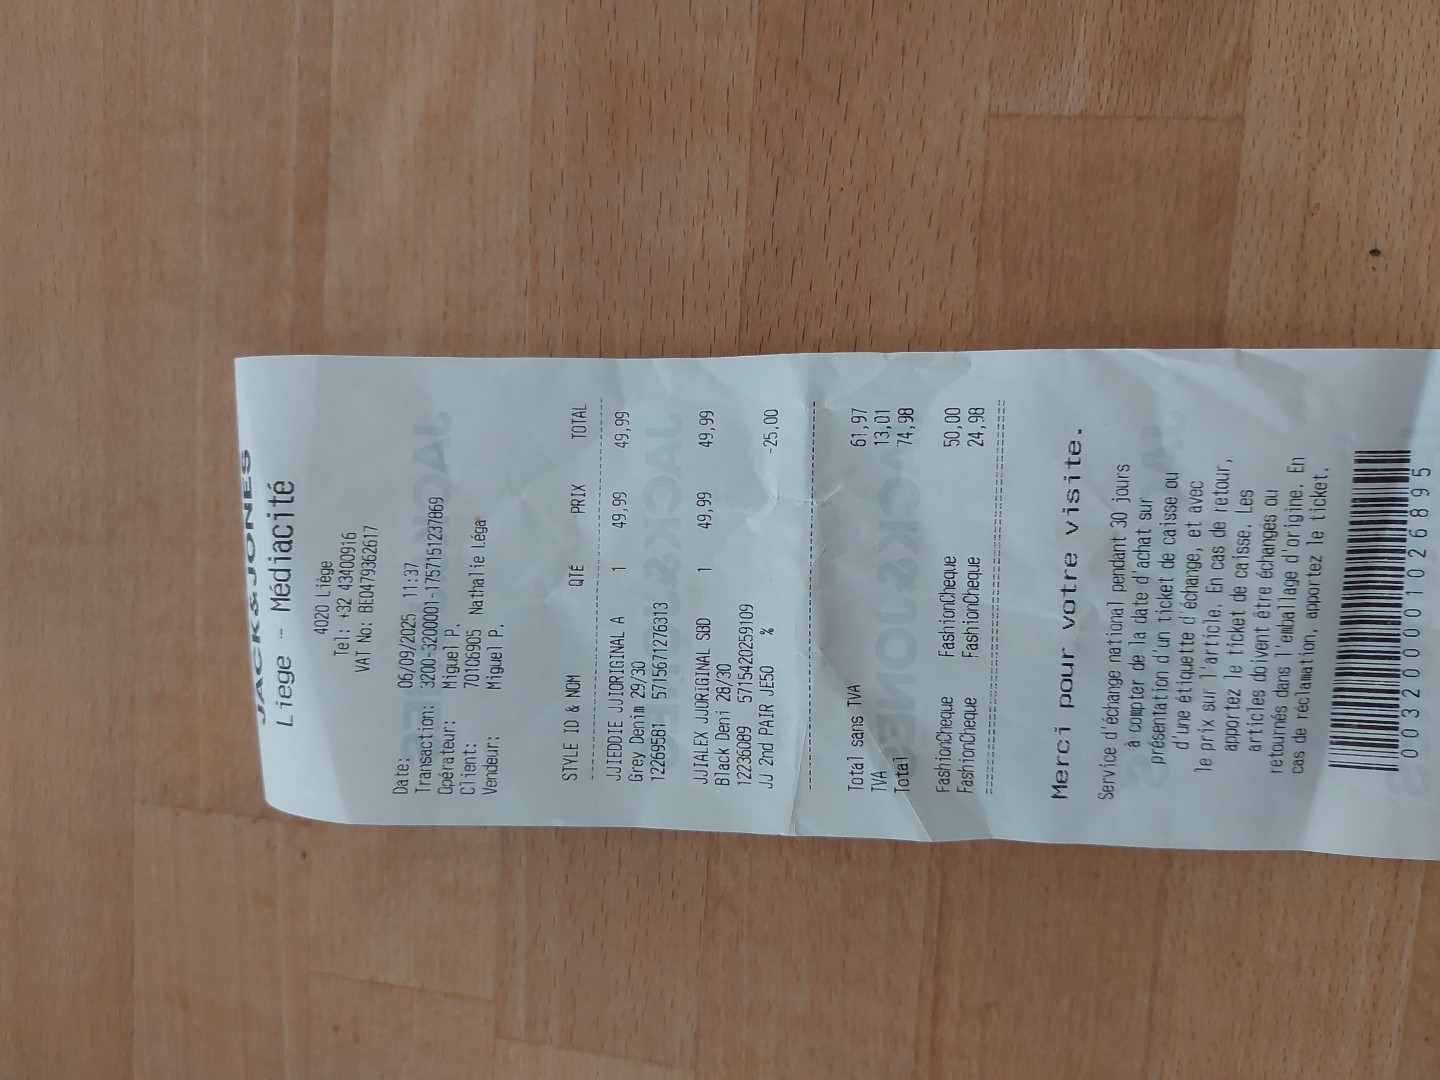 JACK&JONES
Liege - Médiacité
4020 Liège
Tel: +32 43400916
VAT No: BE0479362617
Date: 06/09/2025 11:37
Transaction: 3200-3200001-1757151237869
Opérateur: Miguel P.
Client: 70106905 Nathalie Léga
Vendeur: Miguel P.
STYLE ID & NOM QTÉ PRIX TOTAL
JJIEDDIE JJIORIGINAL A 1 49,99 49,99
Grey Denim 29/30
12269581 5715671276313
JJIALEX JJORIGINAL SBD 1 49,99 49,99
Black Deni 28/30
12236089 5715420259109
JJ 2nd PAIR JE50 % -25,00
Total sans TVA 61,97
TVA 13,01
Total 74,98
FashionCheque FashionCheque 50,00
FashionCheque FashionCheque 24,98
Merci pour votre visite.
Service d'échange national pendant 30 jours
à compter de la date d'achat sur
présentation d'un ticket de caisse ou
d'une étiquette d'échange, et avec
le prix sur l'article. En cas de retour,
apportez le ticket de caisse. Les
articles doivent être échangés ou
retournés dans l'emballage d'origine. En
cas de réclamation, apportez le ticket.
0032000001026895